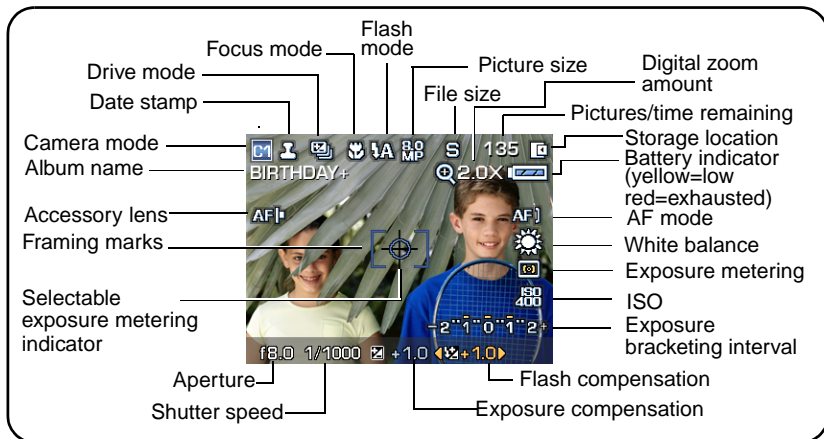 Flash
mode
Focus mode
Drive mode
Date stamp
Picture size
File size
Digital zoom
amount
Pictures/time remaining
Camera mode
Album name
Storage location
Battery indicator
(yellow=low
red=exhausted)
C1 ⚡A 8.0 MP S 135
BIRTHDAY+ 2.0X
Accessory lens
Framing marks
AF
AF
AF mode
White balance
Exposure metering
ISO
400
ISO
Selectable
exposure metering
indicator
-2 1 0 1 2+
Exposure
bracketing interval
f8.0 1/1000 +1.0 +1.0
Aperture
Shutter speed
Flash compensation
Exposure compensation